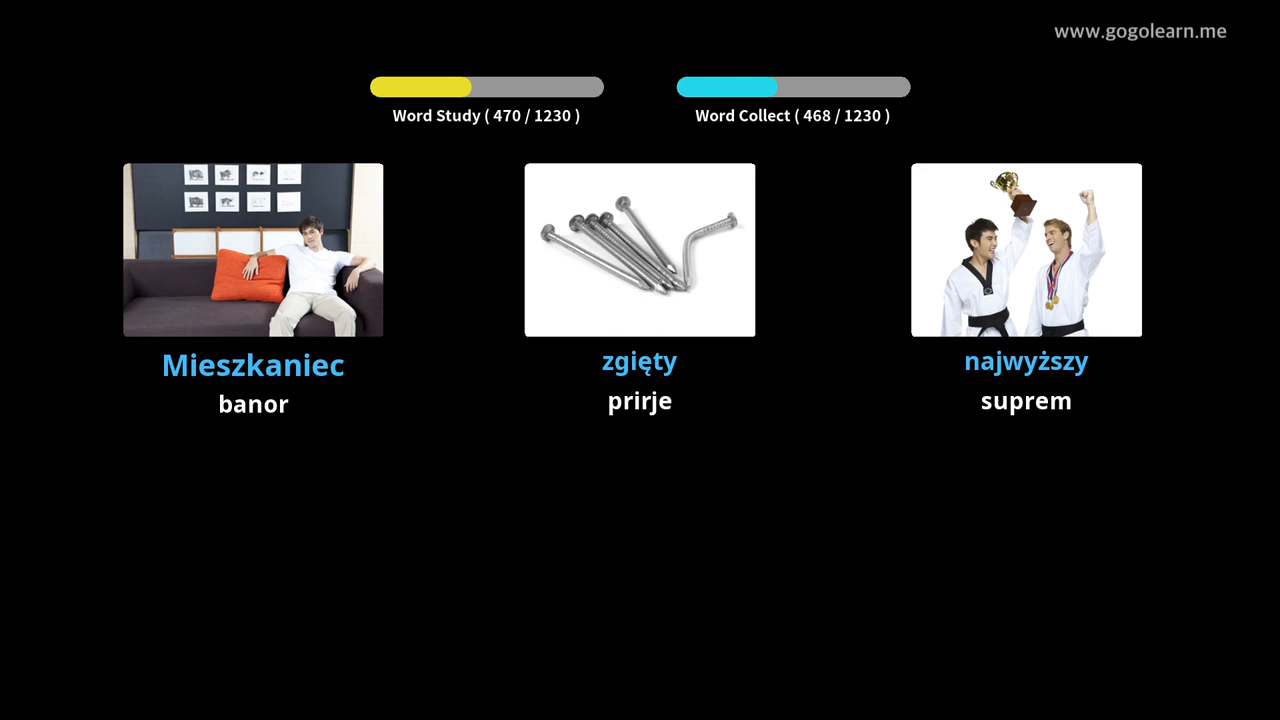 www.gogolearn.me
Word Study ( 470 / 1230 )
Word Collect ( 468 / 1230 )
Mieszkaniec
banor
zgięty
prirje
najwyższy
suprem